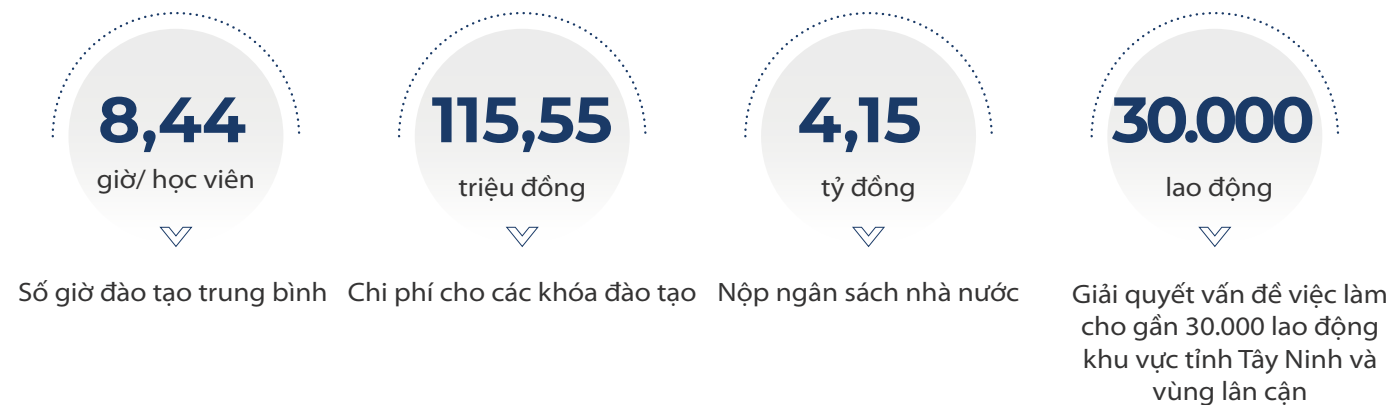 8,44
giờ/ học viên
Số giờ đào tạo trung bình
115,55
triệu đồng
Chi phí cho các khóa đào tạo
4,15
tỷ đồng
Nộp ngân sách nhà nước
30.000
lao động
Giải quyết vấn đề việc làm
cho gần 30.000 lao động
khu vực tỉnh Tây Ninh và
vùng lân cận